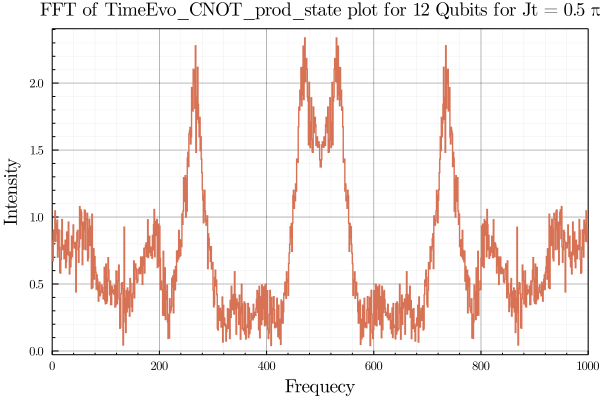 FFT of TimeEvo_CNOT_prod_state plot for 12 Qubits for Jt = 0.5 π
Intensity
2.0
1.5
1.0
0.5
0.0
0 200 400 600 800 1000
Frequecy